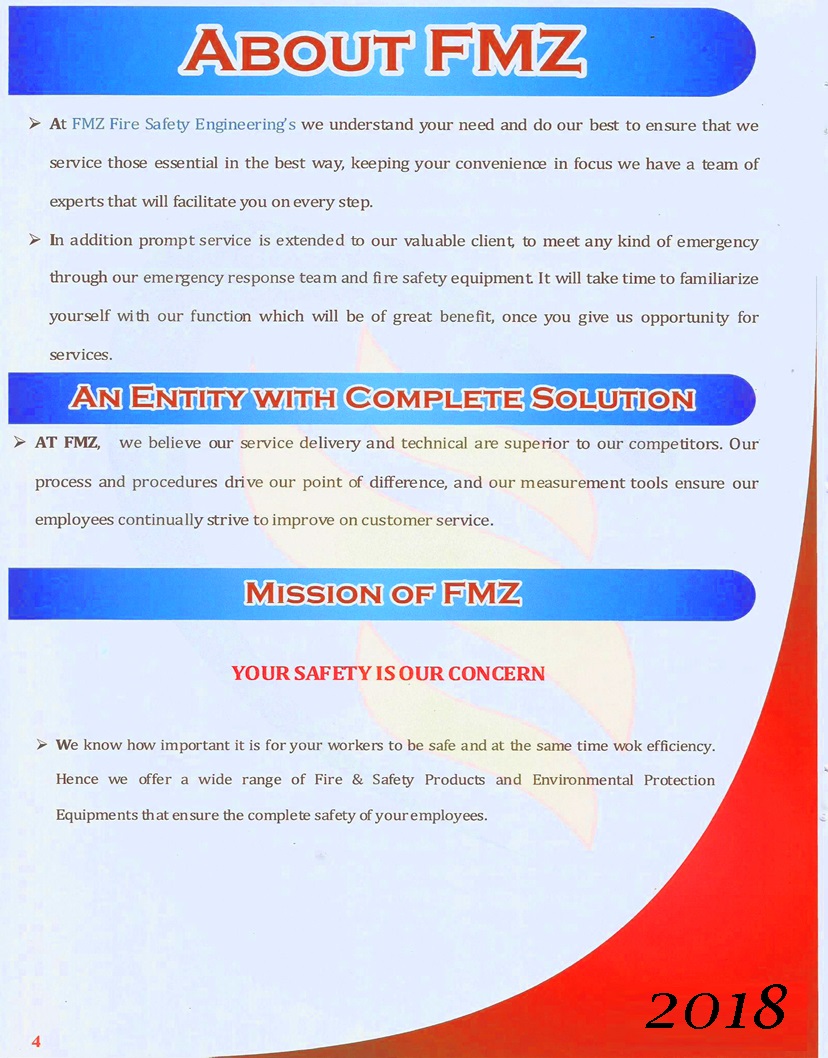 ABOUT FMZ
➢ At FMZ Fire Safety Engineering's we understand your need and do our best to ensure that we
service those essential in the best way, keeping your convenience in focus we have a team of
experts that will facilitate you on every step.
➢ In addition prompt service is extended to our valuable client, to meet any kind of emergency
through our emergency response team and fire safety equipment. It will take time to familiarize
yourself with our function which will be of great benefit, once you give us opportunity for
services.
AN ENTITY WITH COMPLETE SOLUTION
➢ AT FMZ, we believe our service delivery and technical are superior to our competitors. Our
process and procedures drive our point of difference, and our measurement tools ensure our
employees continually strive to improve on customer service.
MISSION OF FMZ
YOUR SAFETY IS OUR CONCERN
➢ We know how important it is for your workers to be safe and at the same time wok efficiency.
Hence we offer a wide range of Fire & Safety Products and Environmental Protection
Equipments that ensure the complete safety of your employees.
2018
4